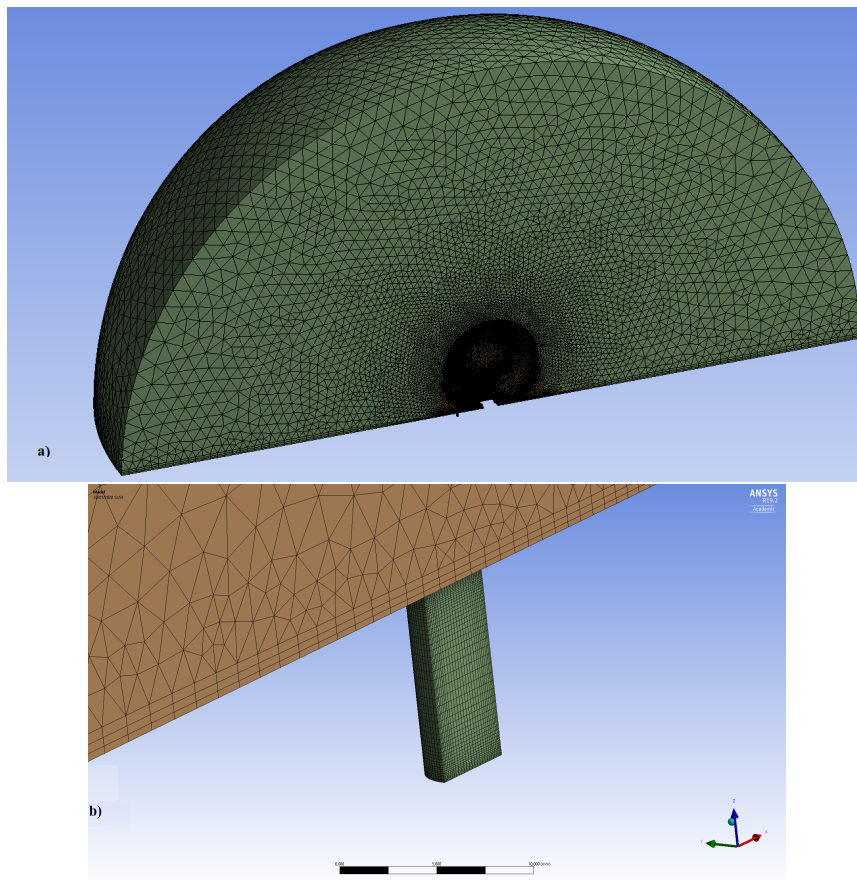 a)
ANSYS
R19.2
Academic
b)
Z
Y
X
0,000
5,000
10,000 (mm)